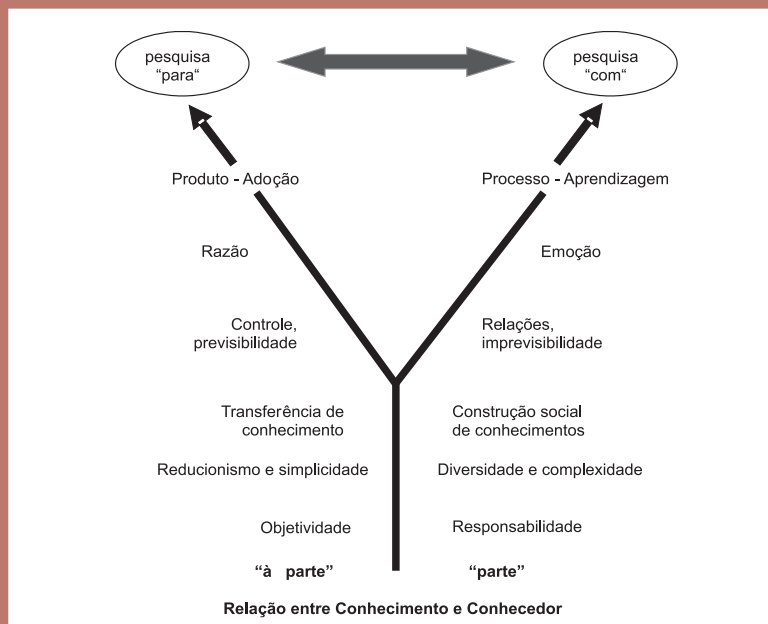 pesquisa
“para“
pesquisa
“com“
Produto - Adoção
Processo - Aprendizagem
Razão
Emoção
Controle,
previsibilidade
Relações,
imprevisibilidade
Transferência de
conhecimento
Construção social
de conhecimentos
Reducionismo e simplicidade
Diversidade e complexidade
Objetividade
Responsabilidade
“à parte”
“parte”
Relação entre Conhecimento e Conhecedor